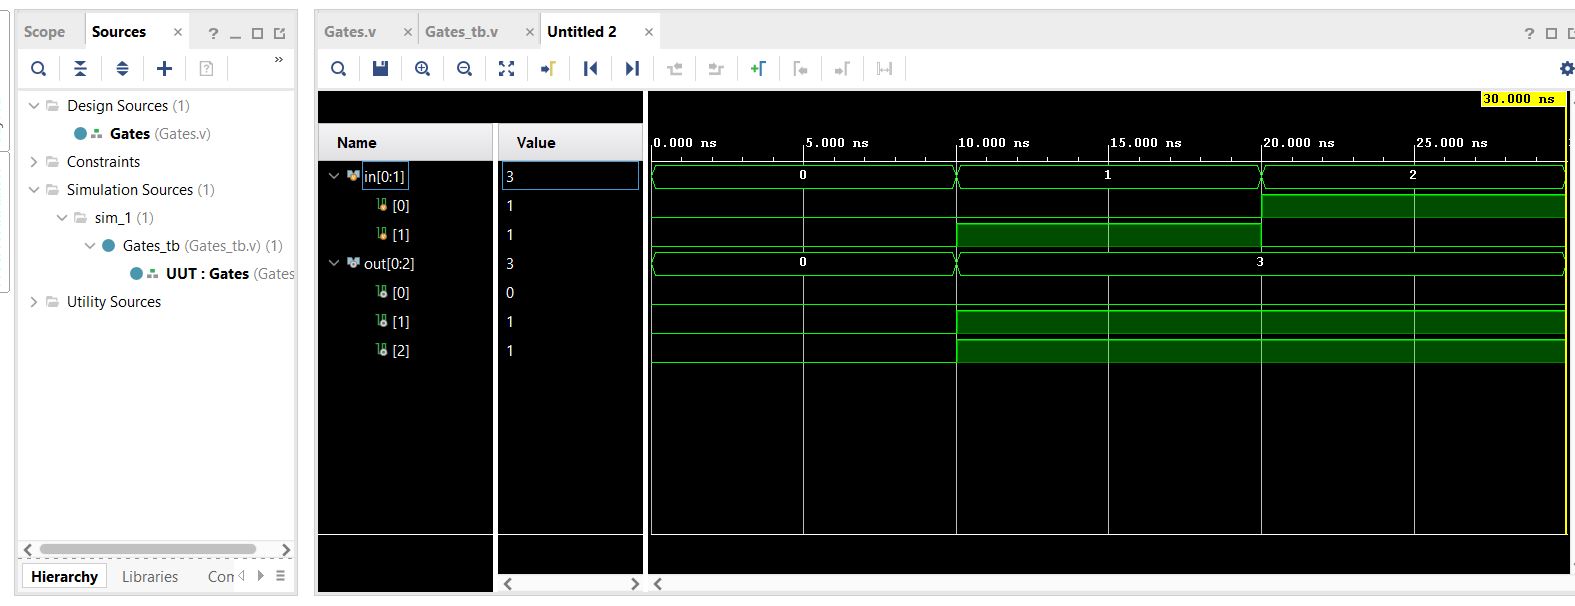 Scope Sources × ? _
»
Design Sources (1)
Gates (Gates.v)
Constraints
Simulation Sources (1)
sim_1 (1)
Gates_tb (Gates_tb.v) (1)
UUT : Gates (Gates
Utility Sources
Hierarchy Libraries Con
Gates.v × Gates_tb.v × Untitled 2 × ?
30.000 ns
Name Value
0.000 ns 5.000 ns 10.000 ns 15.000 ns 20.000 ns 25.000 ns
in[0:1] 3 0 1 2
[0] 1
[1] 1
out[0:2] 3 0 3
[0] 0
[1] 1
[2] 1